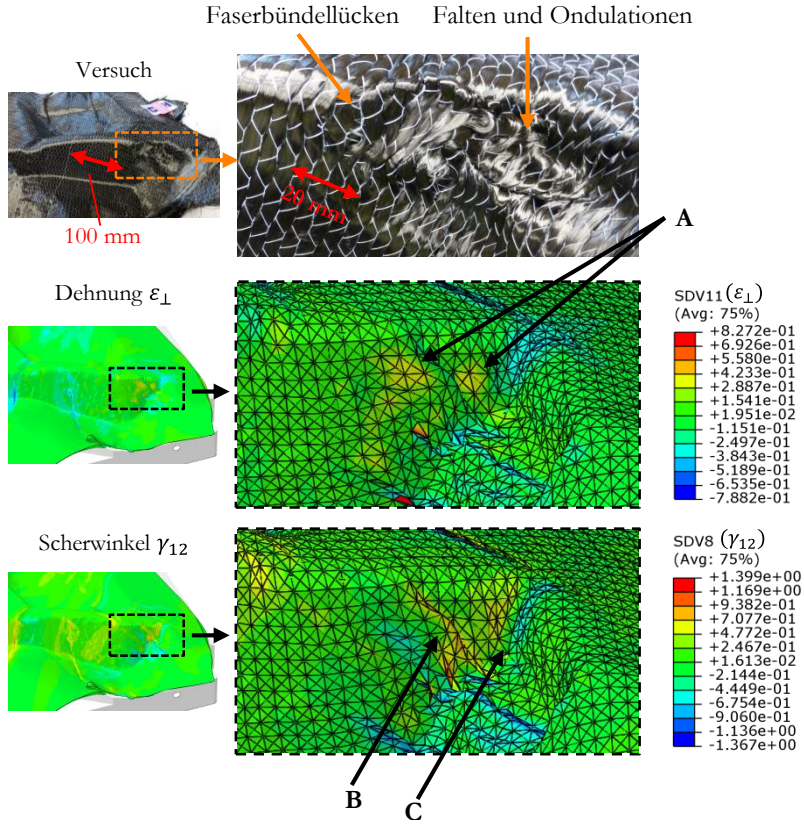 Faserbündellücken
Falten und Ondulationen
Versuch
100 mm
20 mm
A
Dehnung ε⊥
SDV11 (ε⊥)
(Avg: 75%)
+8.272e-01
+6.926e-01
+5.580e-01
+4.233e-01
+2.887e-01
+1.541e-01
+1.951e-02
-1.151e-01
-2.497e-01
-3.843e-01
-5.189e-01
-6.535e-01
-7.882e-01
Scherwinkel γ12
SDV8 (γ12)
(Avg: 75%)
+1.399e+00
+1.169e+00
+9.382e-01
+7.077e-01
+4.772e-01
+2.467e-01
+1.613e-02
-2.144e-01
-4.449e-01
-6.754e-01
-9.060e-01
-1.136e+00
-1.367e+00
B
C